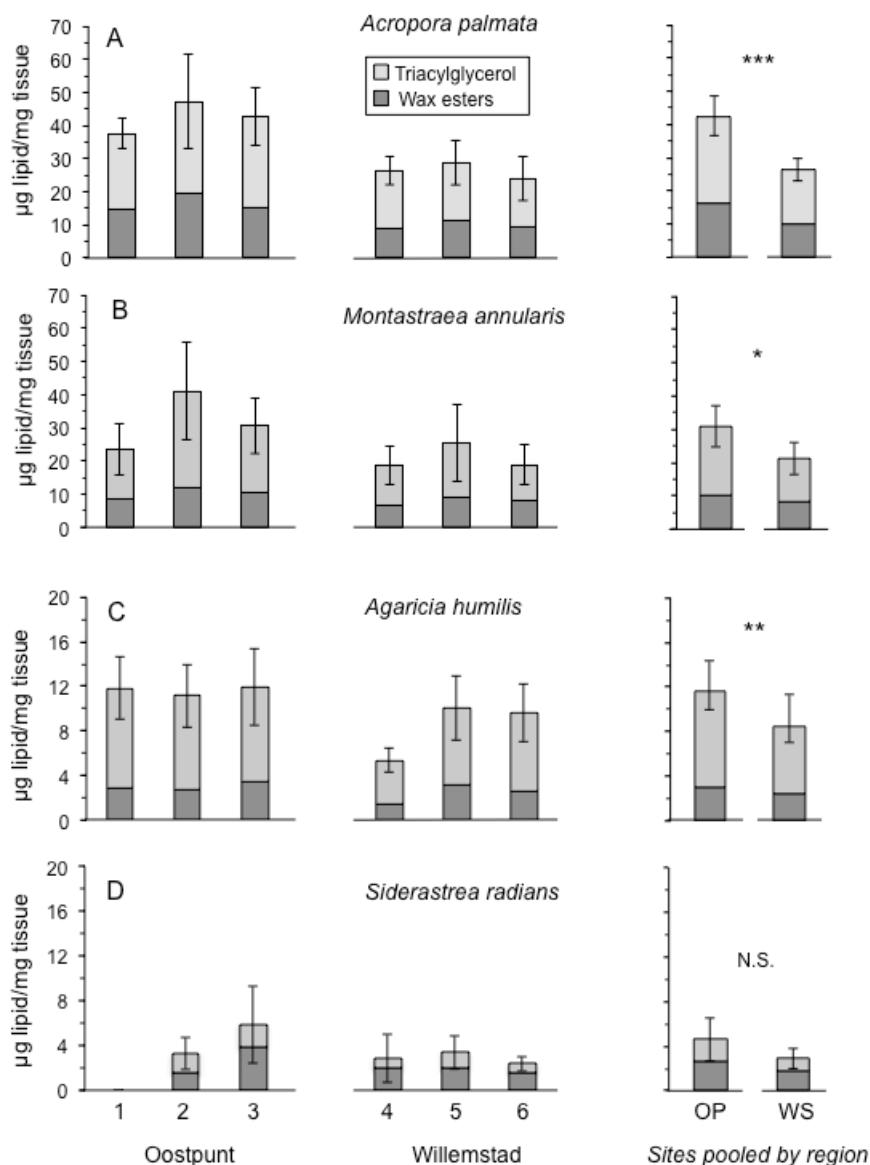 A
Acropora palmata
***
Triacylglycerol
Wax esters
µg lipid/mg tissue
70
60
50
40
30
20
10
0
B
Montastraea annularis
*
µg lipid/mg tissue
70
60
50
40
30
20
10
0
C
Agaricia humilis
**
µg lipid/mg tissue
20
16
12
8
4
0
D
Siderastrea radians
N.S.
µg lipid/mg tissue
20
16
12
8
4
0
1 2 3 4 5 6 OP WS
Oostpunt Willemstad Sites pooled by region